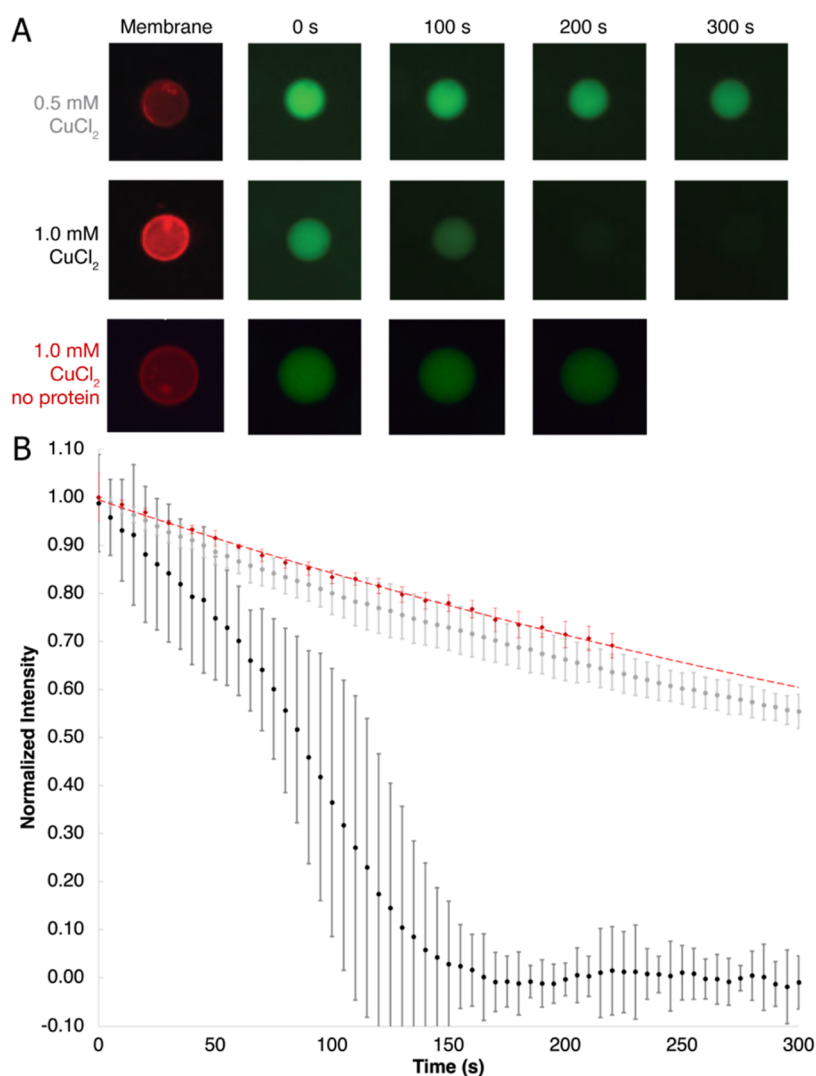 A
Membrane 0 s 100 s 200 s 300 s
0.5 mM
CuCl₂
1.0 mM
CuCl₂
1.0 mM
CuCl₂
no protein
B
Normalized Intensity
1.10
1.00
0.90
0.80
0.70
0.60
0.50
0.40
0.30
0.20
0.10
0.00
-0.10
0 50 100 150 200 250 300
Time (s)